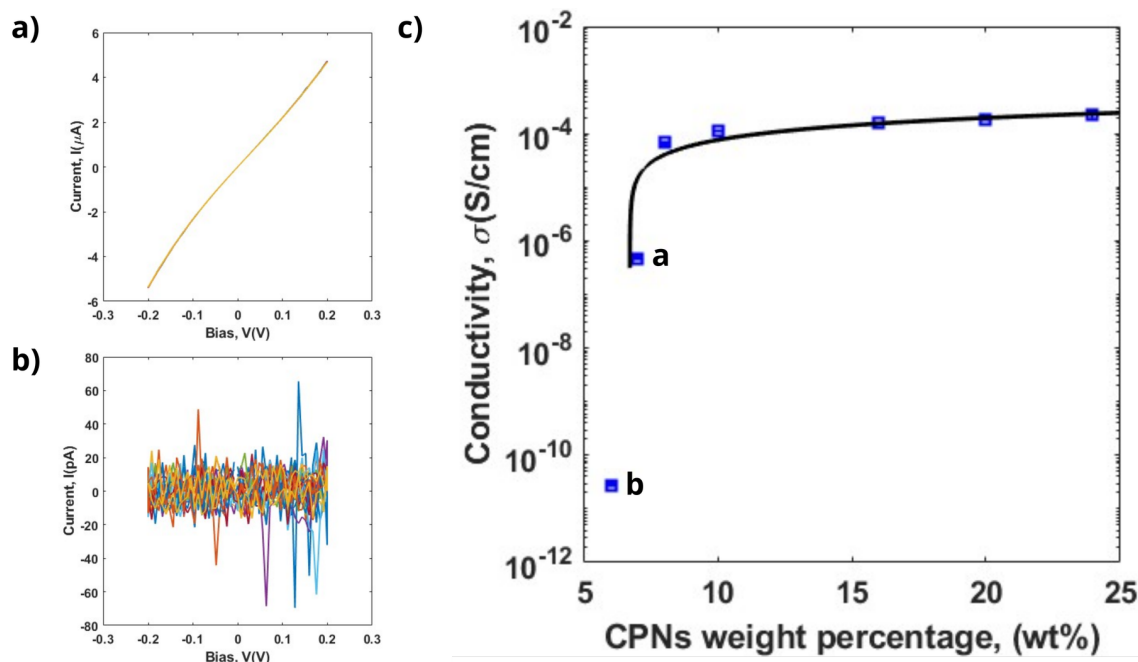 a)
6
4
2
0
-2
-4
-6
Current, I(μA)
-0.3 -0.2 -0.1 0 0.1 0.2 0.3
Bias, V(V)
b)
80
60
40
20
0
-20
-40
-60
-80
Current, I(pA)
-0.3 -0.2 -0.1 0 0.1 0.2 0.3
Bias, V(V)
c)
10-2
10-4
10-6
10-8
10-10
10-12
Conductivity, σ(S/cm)
a
b
5 10 15 20 25
CPNs weight percentage, (wt%)